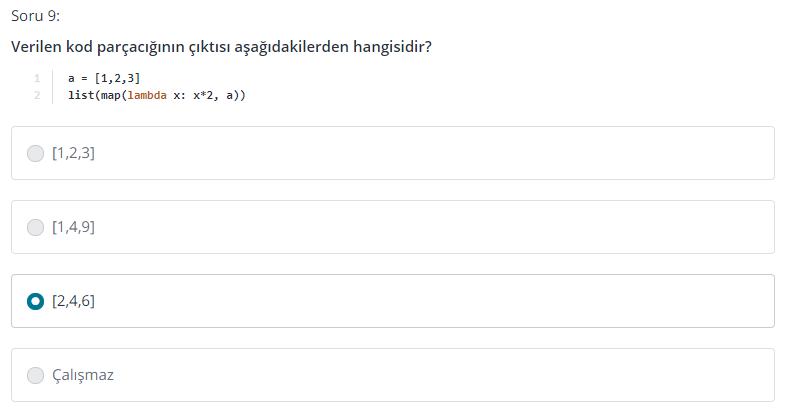 Soru 9:
Verilen kod parçacığının çıktısı aşağıdakilerden hangisidir?
1 a = [1,2,3]
2 list(map(lambda x: x*2, a))
[1,2,3]
[1,4,9]
[2,4,6]
Çalışmaz